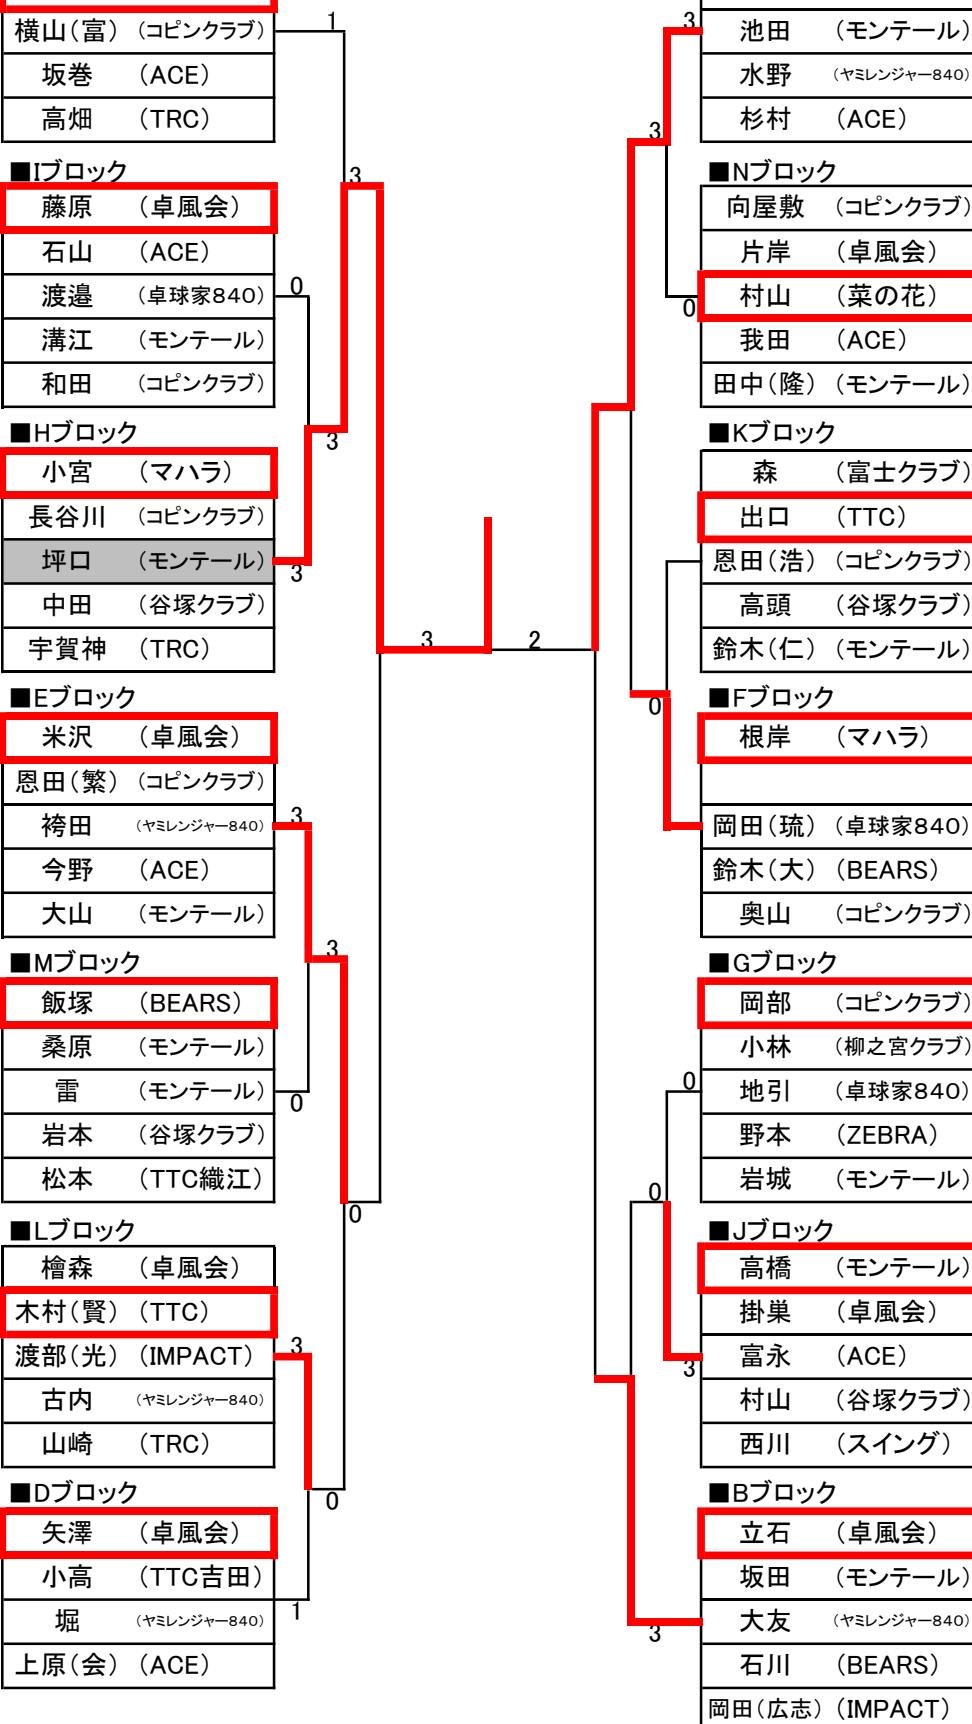 横山(富) (コピンクラブ)
坂巻 (ACE)
高畑 (TRC)
1
■Iブロック
藤原 (卓風会)
石山 (ACE)
渡邉 (卓球家840)
溝江 (モンテール)
和田 (コピンクラブ)
3
0
■Hブロック
小宮 (マハラ)
長谷川 (コピンクラブ)
坪口 (モンテール)
中田 (谷塚クラブ)
宇賀神 (TRC)
3
3
■Eブロック
米沢 (卓風会)
恩田(繁) (コピンクラブ)
袴田 (ヤミレンジャー840)
今野 (ACE)
大山 (モンテール)
3
■Mブロック
飯塚 (BEARS)
桑原 (モンテール)
雷 (モンテール)
岩本 (谷塚クラブ)
松本 (TTC織江)
3
0
0
■Lブロック
檜森 (卓風会)
木村(賢) (TTC)
渡部(光) (IMPACT)
古内 (ヤミレンジャー840)
山崎 (TRC)
3
■Dブロック
矢澤 (卓風会)
小高 (TTC吉田)
堀 (ヤミレンジャー840)
上原(会) (ACE)
0
1
3
2
池田 (モンテール)
水野 (ヤミレンジャー840)
杉村 (ACE)
3
3
■Nブロック
向屋敷 (コピンクラブ)
片岸 (卓風会)
村山 (菜の花)
我田 (ACE)
田中(隆) (モンテール)
0
■Kブロック
森 (富士クラブ)
出口 (TTC)
恩田(浩) (コピンクラブ)
高頭 (谷塚クラブ)
鈴木(仁) (モンテール)
■Fブロック
根岸 (マハラ)
岡田(琉) (卓球家840)
鈴木(大) (BEARS)
奥山 (コピンクラブ)
0
■Gブロック
岡部 (コピンクラブ)
小林 (柳之宮クラブ)
地引 (卓球家840)
野本 (ZEBRA)
岩城 (モンテール)
0
0
■Jブロック
高橋 (モンテール)
掛巣 (卓風会)
富永 (ACE)
村山 (谷塚クラブ)
西川 (スイング)
3
■Bブロック
立石 (卓風会)
坂田 (モンテール)
大友 (ヤミレンジャー840)
石川 (BEARS)
岡田(広志) (IMPACT)
3